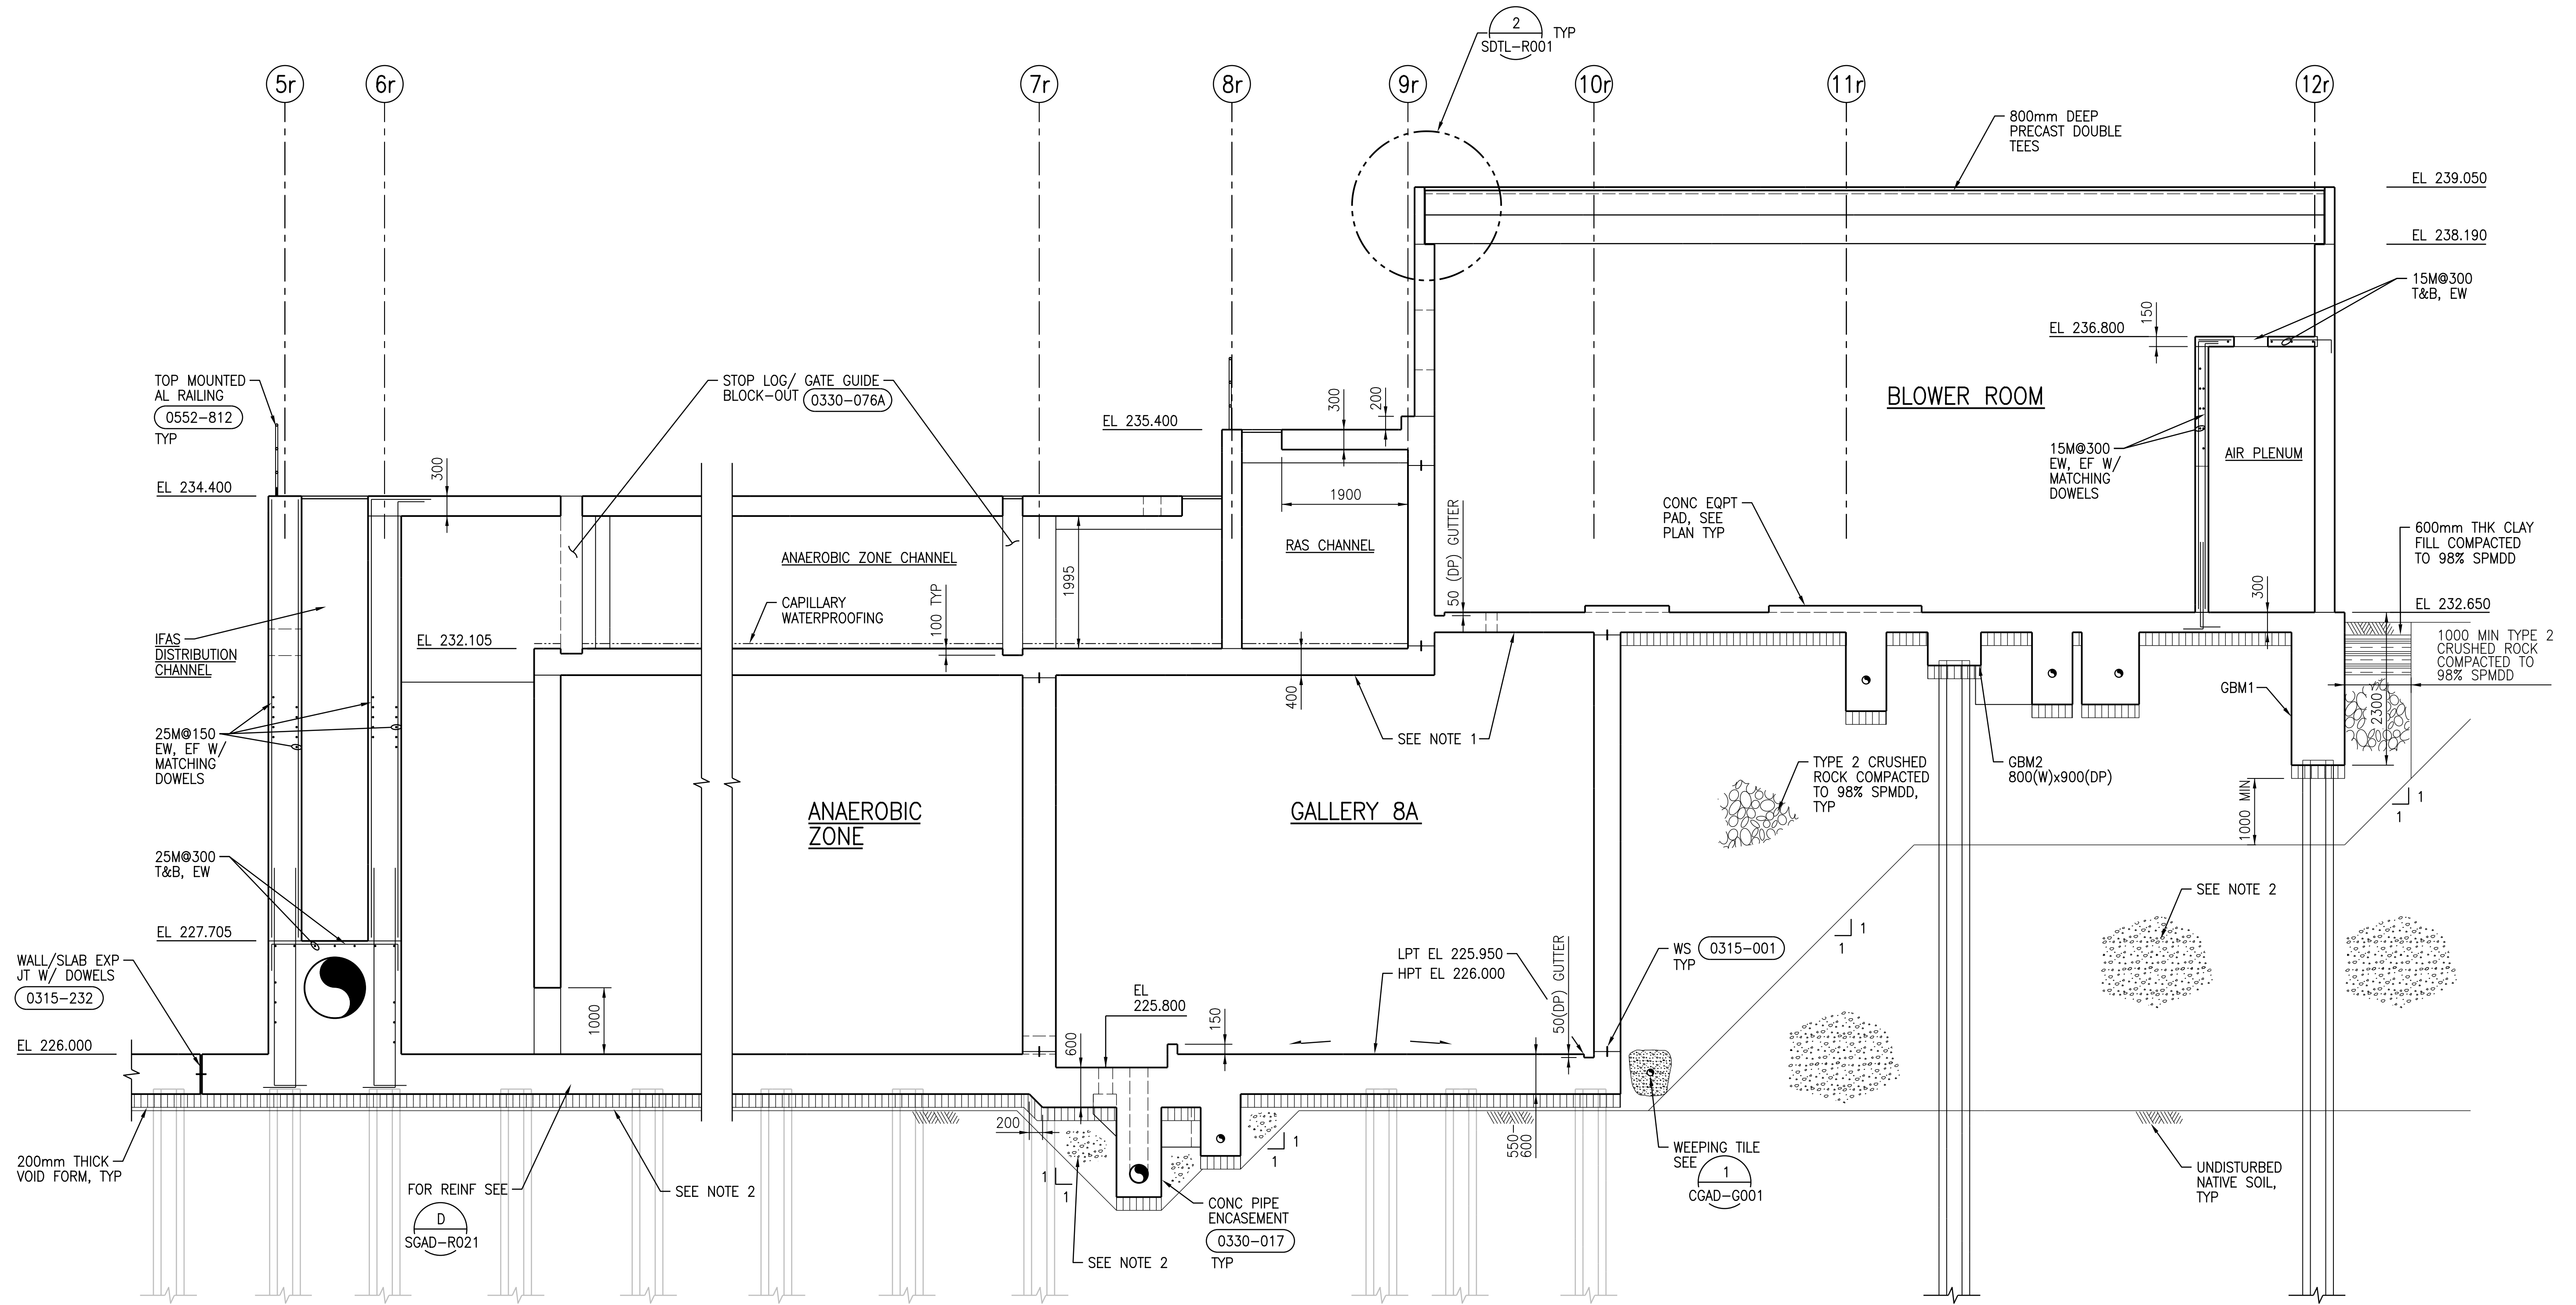 2
SDTL-R001
TYP
5r
6r
7r
8r
9r
10r
11r
12r
800mm DEEP
PRECAST DOUBLE
TEES
EL 239.050
EL 238.190
15M@300
T&B, EW
150
EL 236.800
BLOWER ROOM
TOP MOUNTED
AL RAILING
0552-812
TYP
STOP LOG/ GATE GUIDE
BLOCK-OUT
0330-076A
EL 235.400
300
200
15M@300
EW, EF W/
MATCHING
DOWELS
AIR PLENUM
EL 234.400
300
1900
50 (DP) GUTTER
CONC EQPT
PAD, SEE
PLAN TYP
600mm THK CLAY
FILL COMPACTED
TO 98% SPMDD
ANAEROBIC ZONE CHANNEL
RAS CHANNEL
1995
100 TYP
CAPILLARY
WATERPROOFING
300
EL 232.650
IFAS
DISTRIBUTION
CHANNEL
EL 232.105
1000 MIN TYPE 2
CRUSHED ROCK
COMPACTED TO
98% SPMDD
400
GBM1
2300
25M@150
EW, EF W/
MATCHING
DOWELS
SEE NOTE 1
TYPE 2 CRUSHED
ROCK COMPACTED
TO 98% SPMDD,
TYP
GBM2
800(W)x900(DP)
1000 MIN
1
1
ANAEROBIC
ZONE
GALLERY 8A
25M@300
T&B, EW
SEE NOTE 2
EL 227.705
1
1
WALL/SLAB EXP
JT W/ DOWELS
0315-232
LPT EL 225.950
HPT EL 226.000
50(DP) GUTTER
WS
0315-001
TYP
EL
225.800
1000
150
600
EL 226.000
200
550-
600
1
1
1
1
200mm THICK
VOID FORM, TYP
FOR REINF SEE
D
SGAD-R021
SEE NOTE 2
SEE NOTE 2
CONC PIPE
ENCASEMENT
0330-017
TYP
WEEPING TILE
SEE
1
CGAD-G001
UNDISTURBED
NATIVE SOIL,
TYP